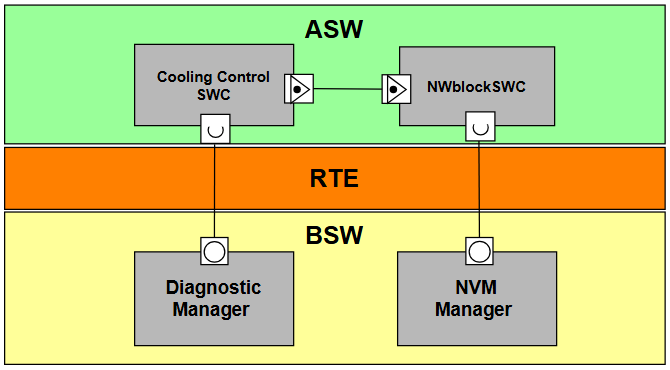 ASW
Cooling Control
SWC
NWblockSWC
RTE
BSW
Diagnostic
Manager
NVM
Manager